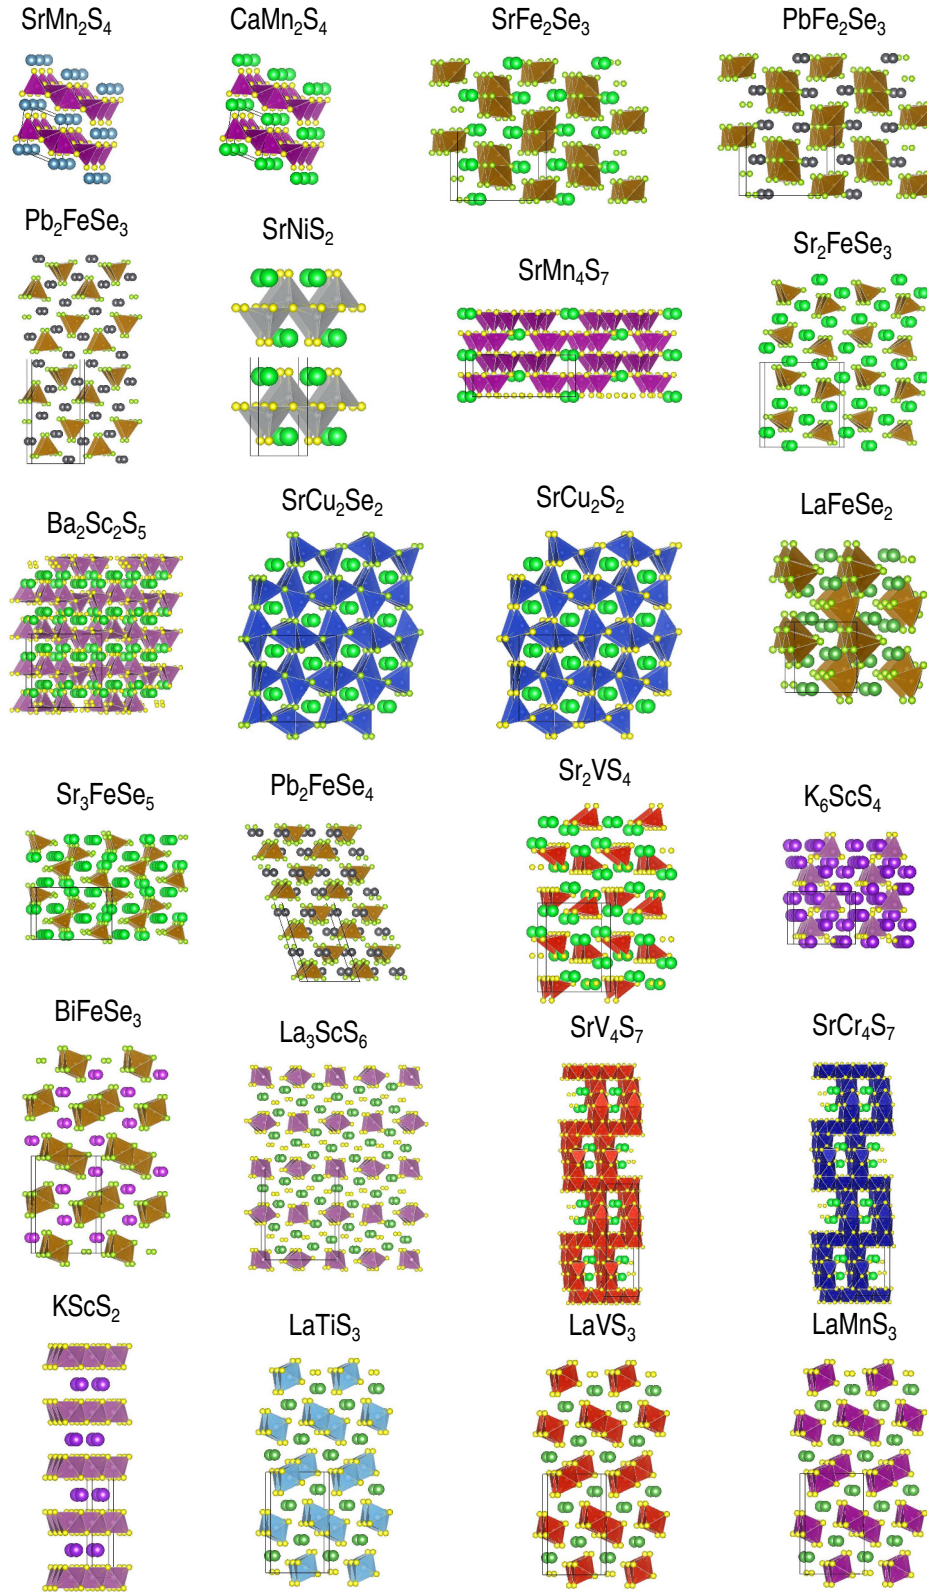 SrMn₂S₄
CaMn₂S₄
SrFe₂Se₃
PbFe₂Se₃
Pb₂FeSe₃
SrNiS₂
SrMn₄S₇
Sr₂FeSe₃
Ba₂Sc₂S₅
SrCu₂Se₂
SrCu₂S₂
LaFeSe₂
Sr₃FeSe₅
Pb₂FeSe₄
Sr₂VS₄
K₆ScS₄
BiFeSe₃
La₃ScS₆
SrV₄S₇
SrCr₄S₇
KScS₂
LaTiS₃
LaVS₃
LaMnS₃